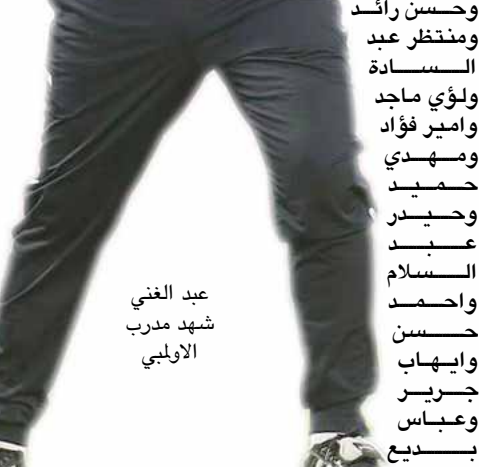 وحسن رائد
ومنتظر عبد
السادة
ولؤي ماجد
وامير فؤاد
ومهدي
حميد
وحيدر
عبد
السلام
واحمد
حسن
وايهاب
جرير
وعباس
بديع
عبد الغني
شهد مدرب
الاولمبي